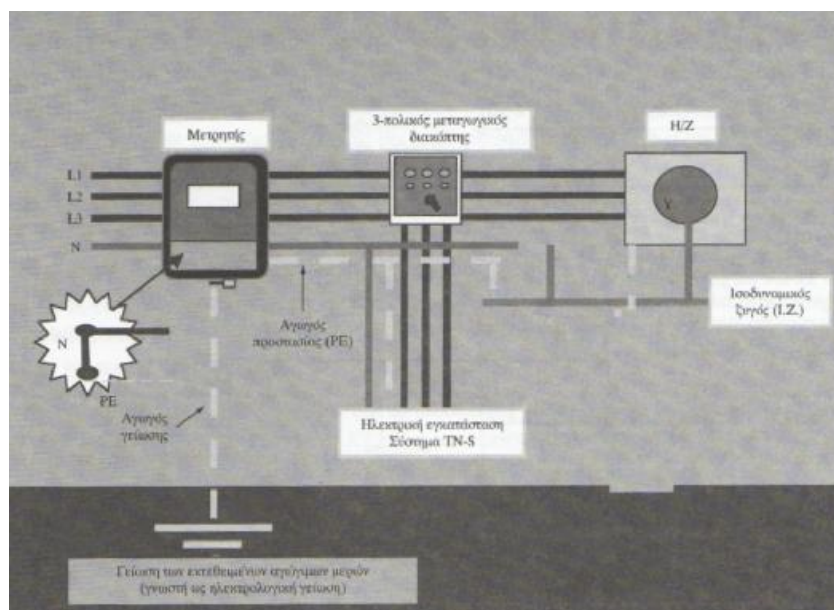 Μετρητής
3-πολικός μεταγωγικός
διακόπτης
Η/Ζ
L1
L2
L3
N
Y
Ισοδυναμικός
ζυγός (Ι.Ζ.)
Αγωγός
προστασίας (PE)
N
PE
Αγωγός
γείωσης
Ηλεκτρική εγκατάσταση
Σύστημα TN-S
Γείωση των εκτεθειμένων αγώγιμων μερών
(γνωστή ως ηλεκτρολογική γείωση)